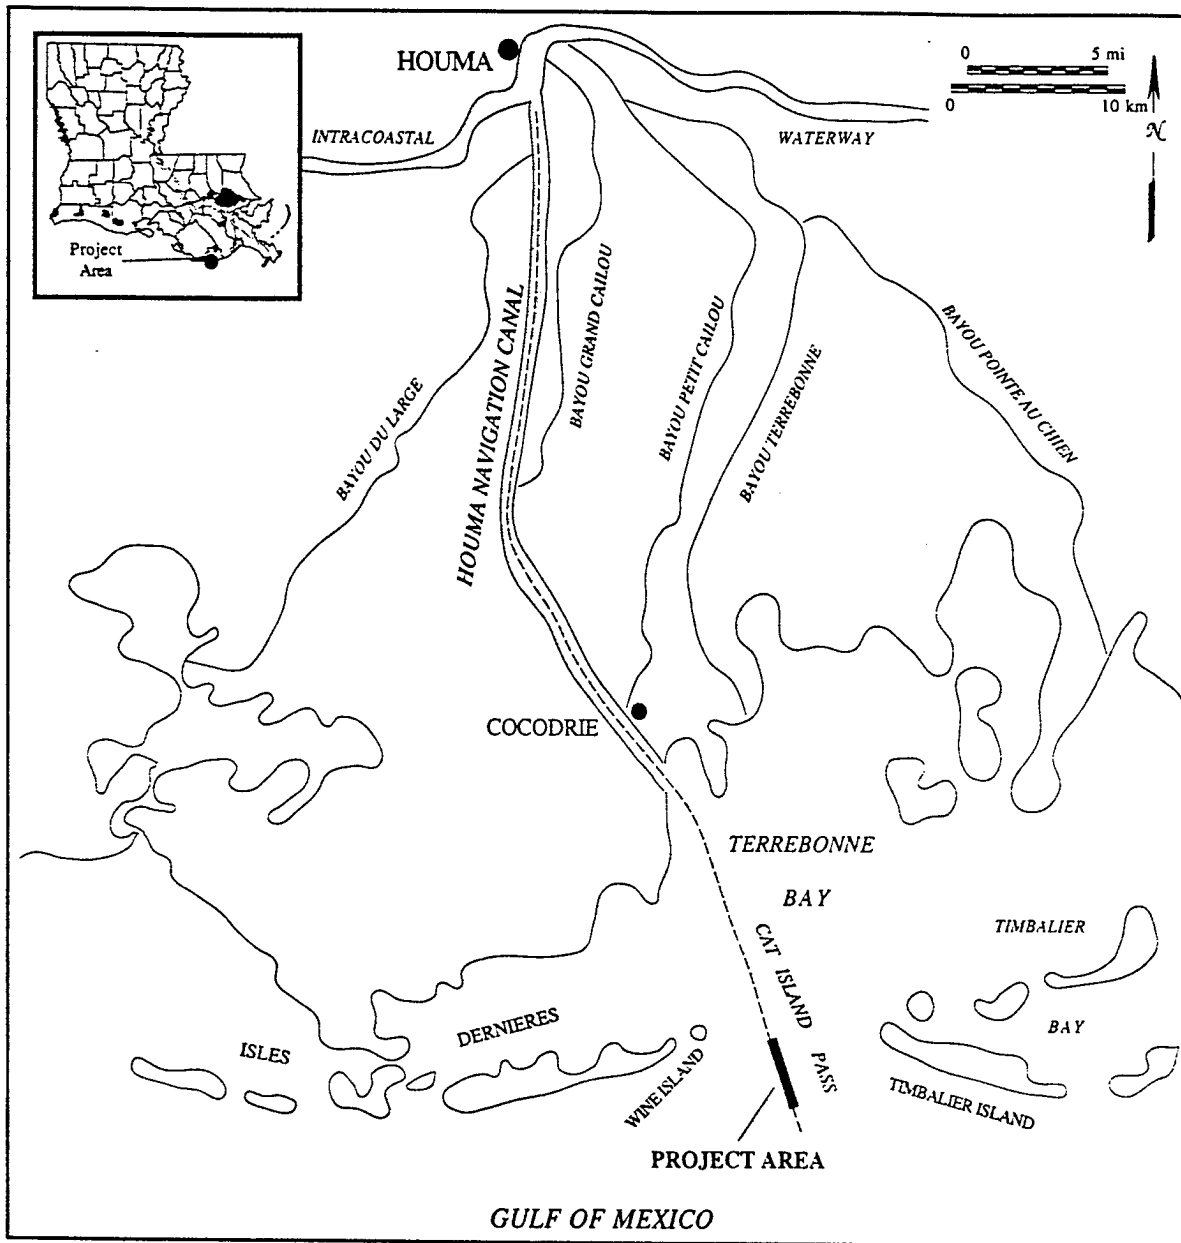 HOUMA
0 5 mi
0 10 km
N
INTRACOASTAL
WATERWAY
Project
Area
HOUMA NAVIGATION CANAL
BAYOU GRAND CAILOU
BAYOU PETIT CAILOU
BAYOU TERREBONNE
BAYOU POINTE AU CHIEN
BAYOU DU LARGE
COCODRIE
TERREBONNE
BAY
CAT ISLAND PASS
TIMBALIER
BAY
ISLES
DERNIERES
WINE ISLAND
TIMBALIER ISLAND
PROJECT AREA
GULF OF MEXICO